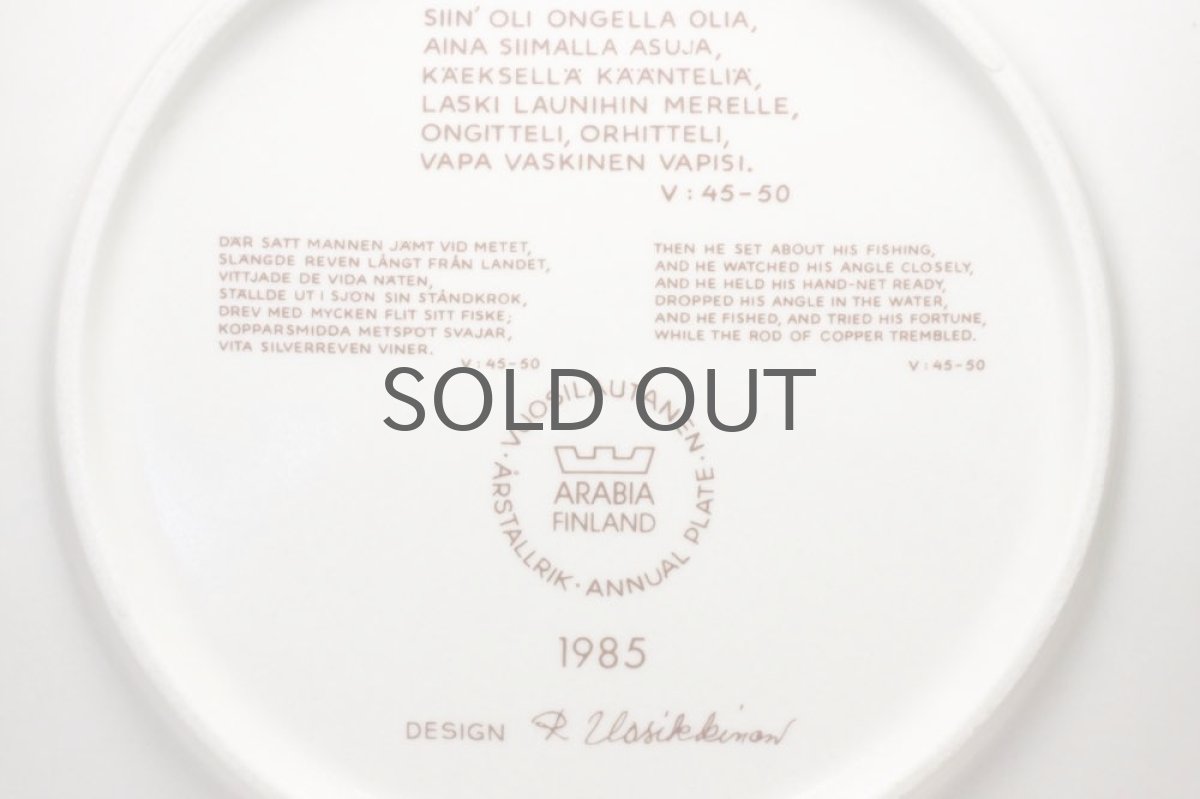 SIIN' OLI ONGELLA OLIA,
AINA SIIMALLA ASUJA,
KÄEKSELLÄ KÄÄNTELIÄ,
LASKI LAUNIHIN MERELLE,
ONGITTELI, ORHITTELI,
VAPA VASKINEN VAPISI.
V : 45-50
DÄR SATT MANNEN JÄMT VID METET,
SLÄNGDE REVEN LÅNGT FRÅN LANDET,
VITTJADE DE VIDA NÄTEN,
STÄLLDE UT I SJÖN SIN STÅNDKROK,
DREV MED MYCKEN FLIT SITT FISKE;
KOPPARSMIDDA METSPÖT SVAJAR,
VITA SILVERREVEN VINER.
V : 45-50
THEN HE SET ABOUT HIS FISHING,
AND HE WATCHED HIS ANGLE CLOSELY,
AND HE HELD HIS HAND-NET READY,
DROPPED HIS ANGLE IN THE WATER,
AND HE FISHED, AND TRIED HIS FORTUNE,
WHILE THE ROD OF COPPER TREMBLED.
V : 45-50
SOLD OUT
VUOSILAUTANEN · ÅRSTALLRIK · ANNUAL PLATE ·
ARABIA
FINLAND
1985
DESIGN R Uosikkinen